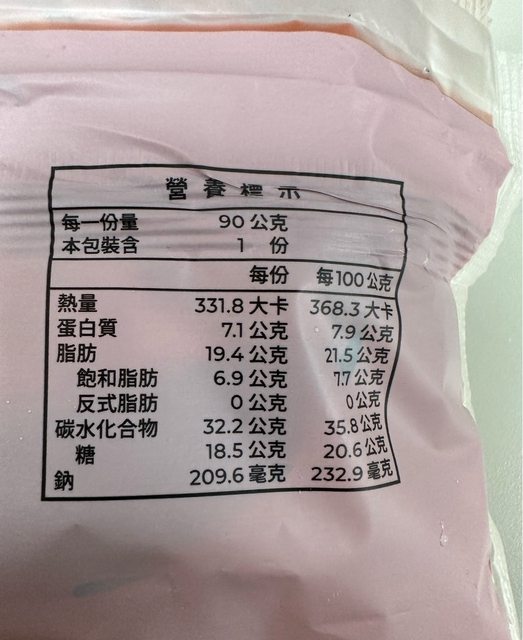 營養標示
每一份量 90 公克
本包裝含 1 份
每份 每100公克
熱量 331.8 大卡 368.3 大卡
蛋白質 7.1 公克 7.9 公克
脂肪 19.4 公克 21.5 公克
飽和脂肪 6.9 公克 7.7 公克
反式脂肪 0 公克 0 公克
碳水化合物 32.2 公克 35.8 公克
糖 18.5 公克 20.6 公克
鈉 209.6 毫克 232.9 毫克